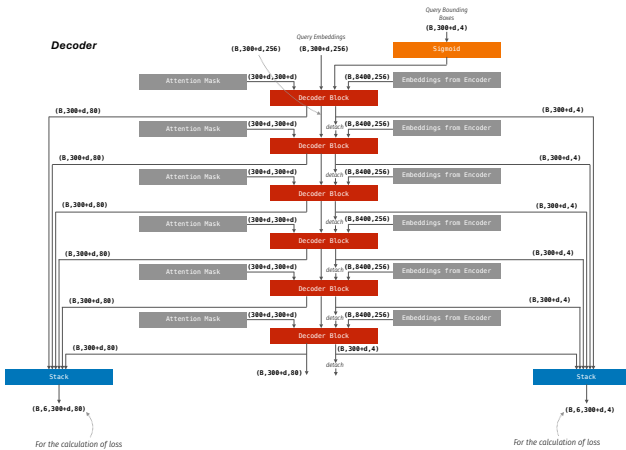 Query Bounding
Boxes
(B,300+d,4)
Decoder
Query Embeddings
(B,300+d,256) (B,300+d,256)
Sigmoid
Attention Mask (300+d,300+d) (B,8400,256) Embeddings from Encoder
Decoder Block
(B,300+d,80) (B,300+d,4)
Attention Mask (300+d,300+d) detach (B,8400,256) Embeddings from Encoder
Decoder Block
(B,300+d,80) (B,300+d,4)
Attention Mask (300+d,300+d) detach (B,8400,256) Embeddings from Encoder
Decoder Block
(B,300+d,80) (B,300+d,4)
Attention Mask (300+d,300+d) detach (B,8400,256) Embeddings from Encoder
Decoder Block
(B,300+d,80) (B,300+d,4)
Attention Mask (300+d,300+d) detach (B,8400,256) Embeddings from Encoder
Decoder Block
(B,300+d,80) (B,300+d,4)
Attention Mask (300+d,300+d) detach (B,8400,256) Embeddings from Encoder
Decoder Block
(B,300+d,80) (B,300+d,4)
(B,300+d,80) detach
Stack Stack
(B,6,300+d,80) (B,6,300+d,4)
For the calculation of loss For the calculation of loss